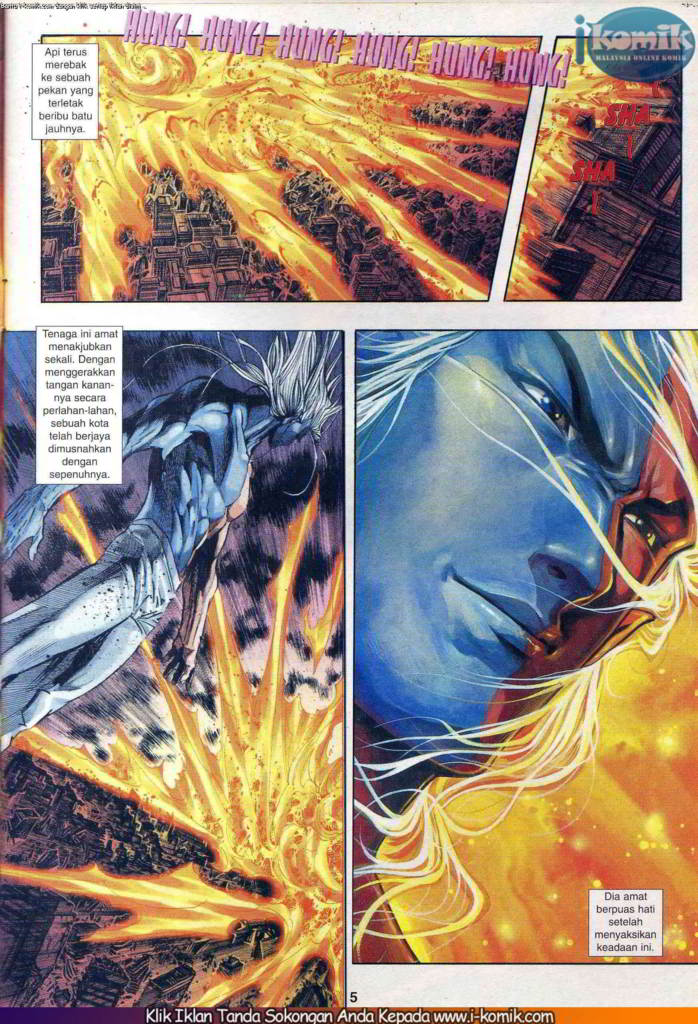 HUNG! HUNG! HUNG! HUNG! HUNG! HUNG!
ikomik
MALAYSIA ONLINE KOMIK
Api terus
merebak
ke sebuah
pekan yang
terletak
beribu batu
jauhnya.
SHA
SHA
Tenaga ini amat
menakjubkan
sekali. Dengan
menggerakkan
tangan kanan-
nya secara
perlahan-lahan,
sebuah kota
telah berjaya
dimusnahkan
dengan
sepenuhnya.
Dia amat
berpuas hati
setelah
menyaksikan
keadaan ini.
5
Klik Iklan Tanda Sokongan Anda Kepada www.i-komik.com